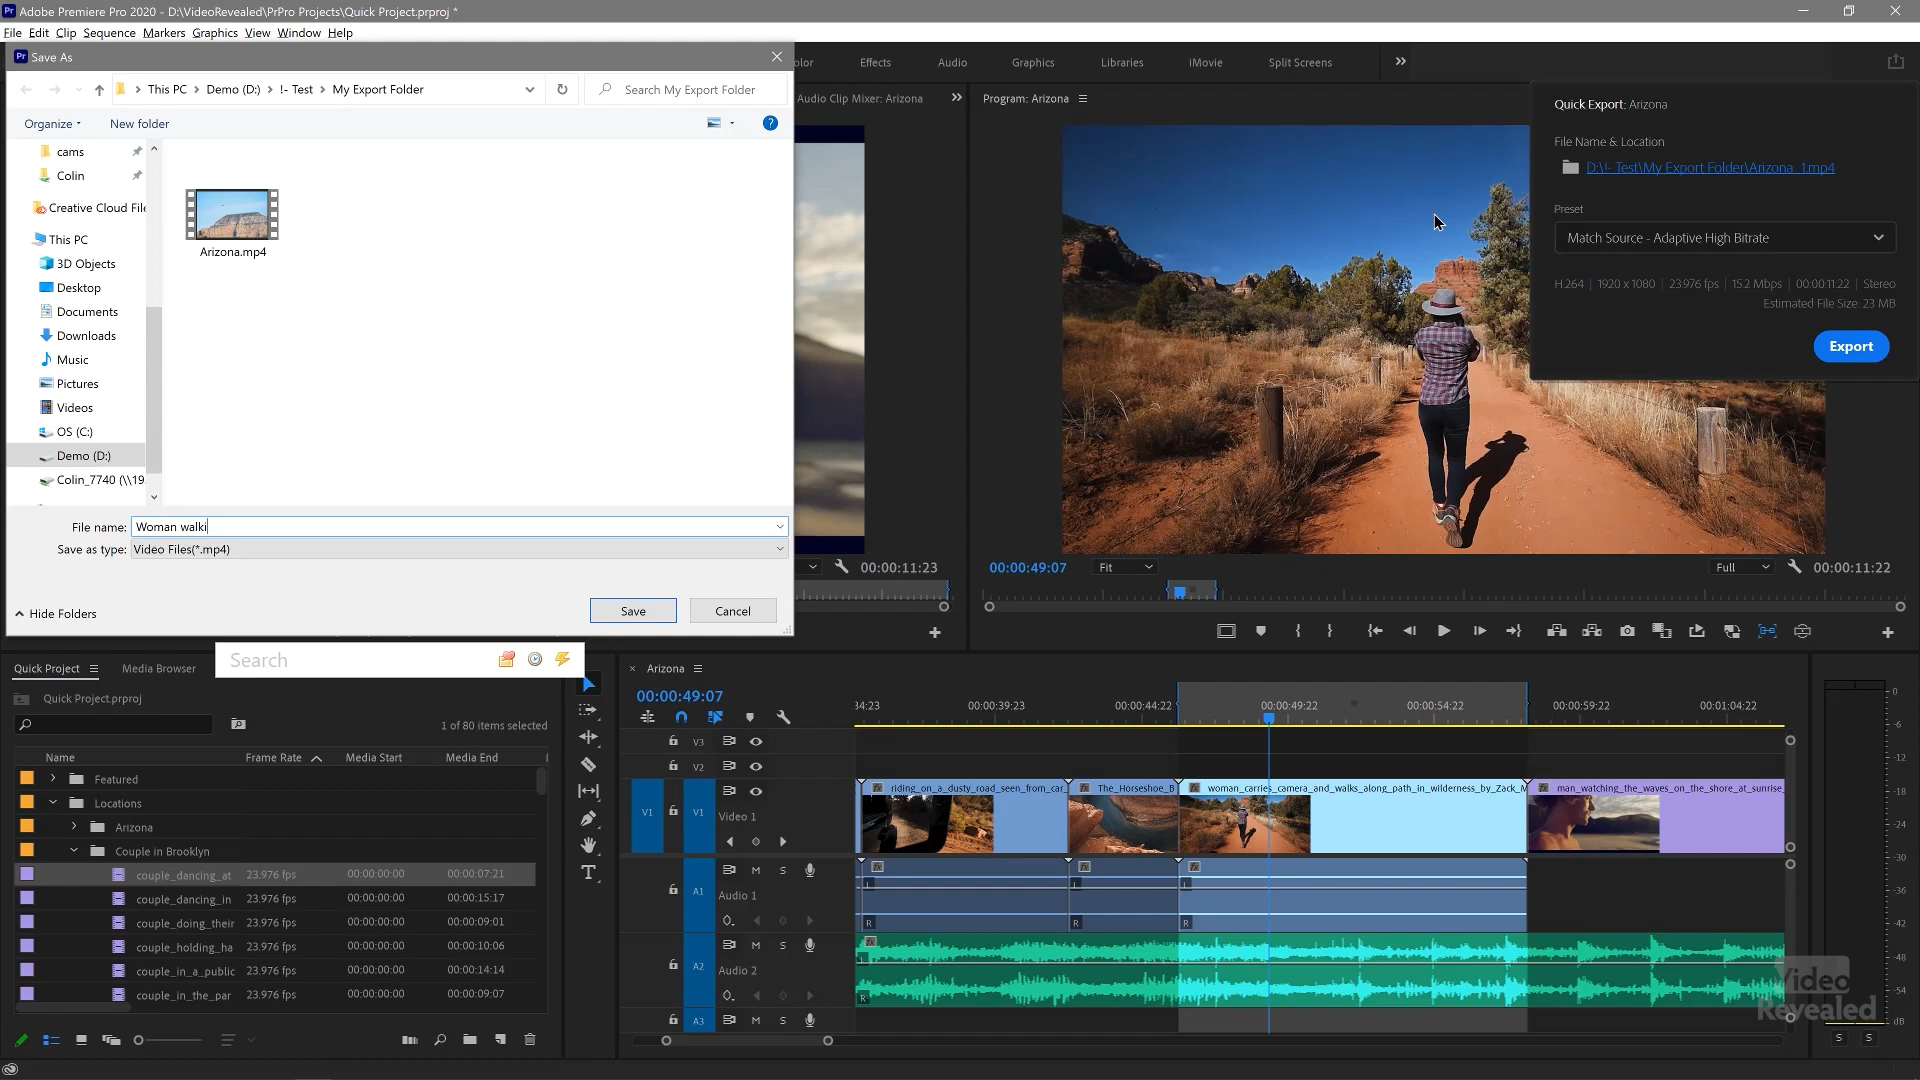 Adobe Premiere Pro 2020 - D:\VideoRevealed\PrPro Projects\Quick Project.prproj *
File Edit Clip Sequence Markers Graphics View Window Help
Save As
This PC > Demo (D:) > !- Test > My Export Folder
Search My Export Folder
Organize
New folder
cams
Colin
Creative Cloud File
This PC
3D Objects
Desktop
Documents
Downloads
Music
Pictures
Videos
OS (C:)
Demo (D:)
Colin_7740 (\\19.
Arizona.mp4
File name: Woman walki
Save as type: Video Files(*.mp4)
Hide Folders
Save
Cancel
olor
Effects
Audio
Graphics
Libraries
iMovie
Split Screens
Audio Clip Mixer: Arizona
Program: Arizona
Quick Export: Arizona
File Name & Location
D:\!- Test\My Export Folder\Arizona_1.mp4
Preset
Match Source - Adaptive High Bitrate
H.264 | 1920 x 1080 | 23.976 fps | 15.2 Mbps | 00:00:11:22 | Stereo
Estimated File Size: 23 MB
Export
00:00:11:23
00:00:49:07
Fit
Full
00:00:11:22
Search
Quick Project
Media Browser
Quick Project.prproj
1 of 80 items selected
Name Frame Rate Media Start Media End
Featured
Locations
Arizona
Couple in Brooklyn
couple_dancing_at 23.976 fps 00:00:00:00 00:00:07:21
couple_dancing_in 23.976 fps 00:00:00:00 00:00:15:17
couple_doing_their 23.976 fps 00:00:00:00 00:00:09:01
couple_holding_ha 23.976 fps 00:00:00:00 00:00:10:06
couple_in_a_public 23.976 fps 00:00:00:00 00:00:14:14
couple_in_the_par 23.976 fps 00:00:00:00 00:00:09:07
Arizona
00:00:49:07
34:23 00:00:39:23 00:00:44:22 00:00:49:22 00:00:54:22 00:00:59:22 00:01:04:22
V3
V2
V1 V1
Video 1
riding_on_a_dusty_road_seen_from_car
The_Horseshoe_B
woman_carries_camera_and_walks_along_path_in_wilderness_by_Zack_M
man_watching_the_waves_on_the_shore_at_sunrise_
A1 M S
Audio 1
L L L
R R R
A2 M S
Audio 2
R
A3 M S
0
-6
-12
-18
-24
-30
-36
-42
-48
-54
dB
S S
Video
Revealed